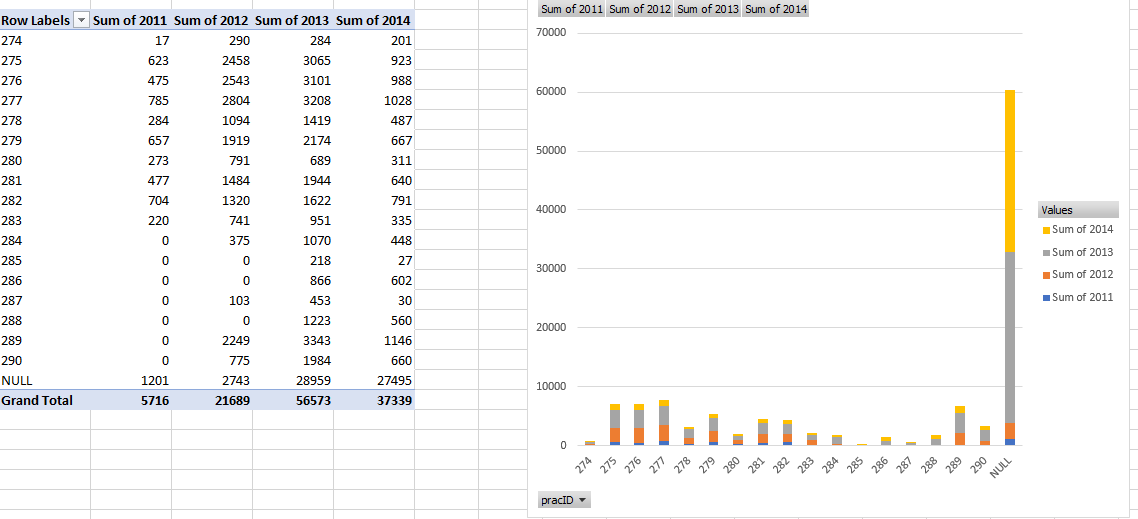 Row Labels Sum of 2011 Sum of 2012 Sum of 2013 Sum of 2014
274 17 290 284 201
275 623 2458 3065 923
276 475 2543 3101 988
277 785 2804 3208 1028
278 284 1094 1419 487
279 657 1919 2174 667
280 273 791 689 311
281 477 1484 1944 640
282 704 1320 1622 791
283 220 741 951 335
284 0 375 1070 448
285 0 0 218 27
286 0 0 866 602
287 0 103 453 30
288 0 0 1223 560
289 0 2249 3343 1146
290 0 775 1984 660
NULL 1201 2743 28959 27495
Grand Total 5716 21689 56573 37339
Sum of 2011 Sum of 2012 Sum of 2013 Sum of 2014
70000
60000
50000
40000
30000
20000
10000
0
274 275 276 277 278 279 280 281 282 283 284 285 286 287 288 289 290 NULL
Values
Sum of 2014
Sum of 2013
Sum of 2012
Sum of 2011
pracID